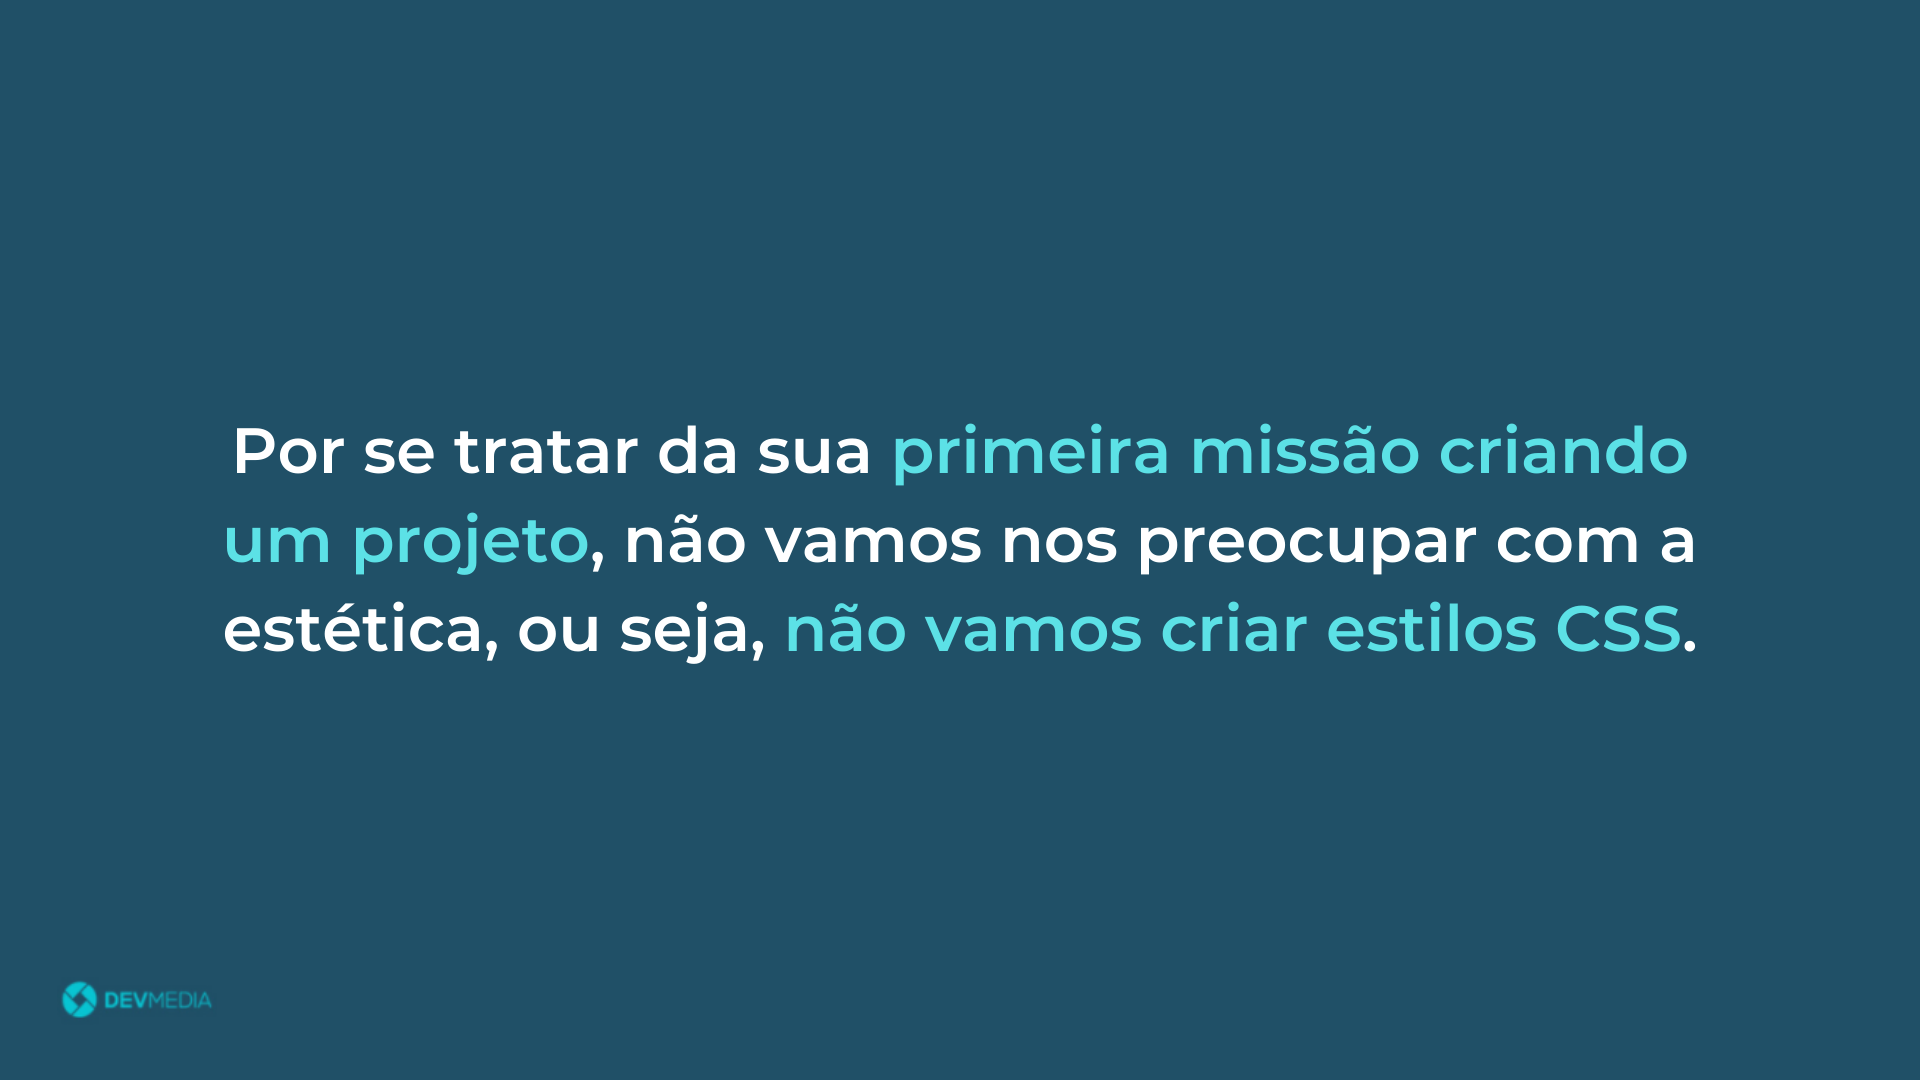 Por se tratar da sua primeira missão criando
um projeto, não vamos nos preocupar com a
estética, ou seja, não vamos criar estilos CSS.
DEVMEDIA